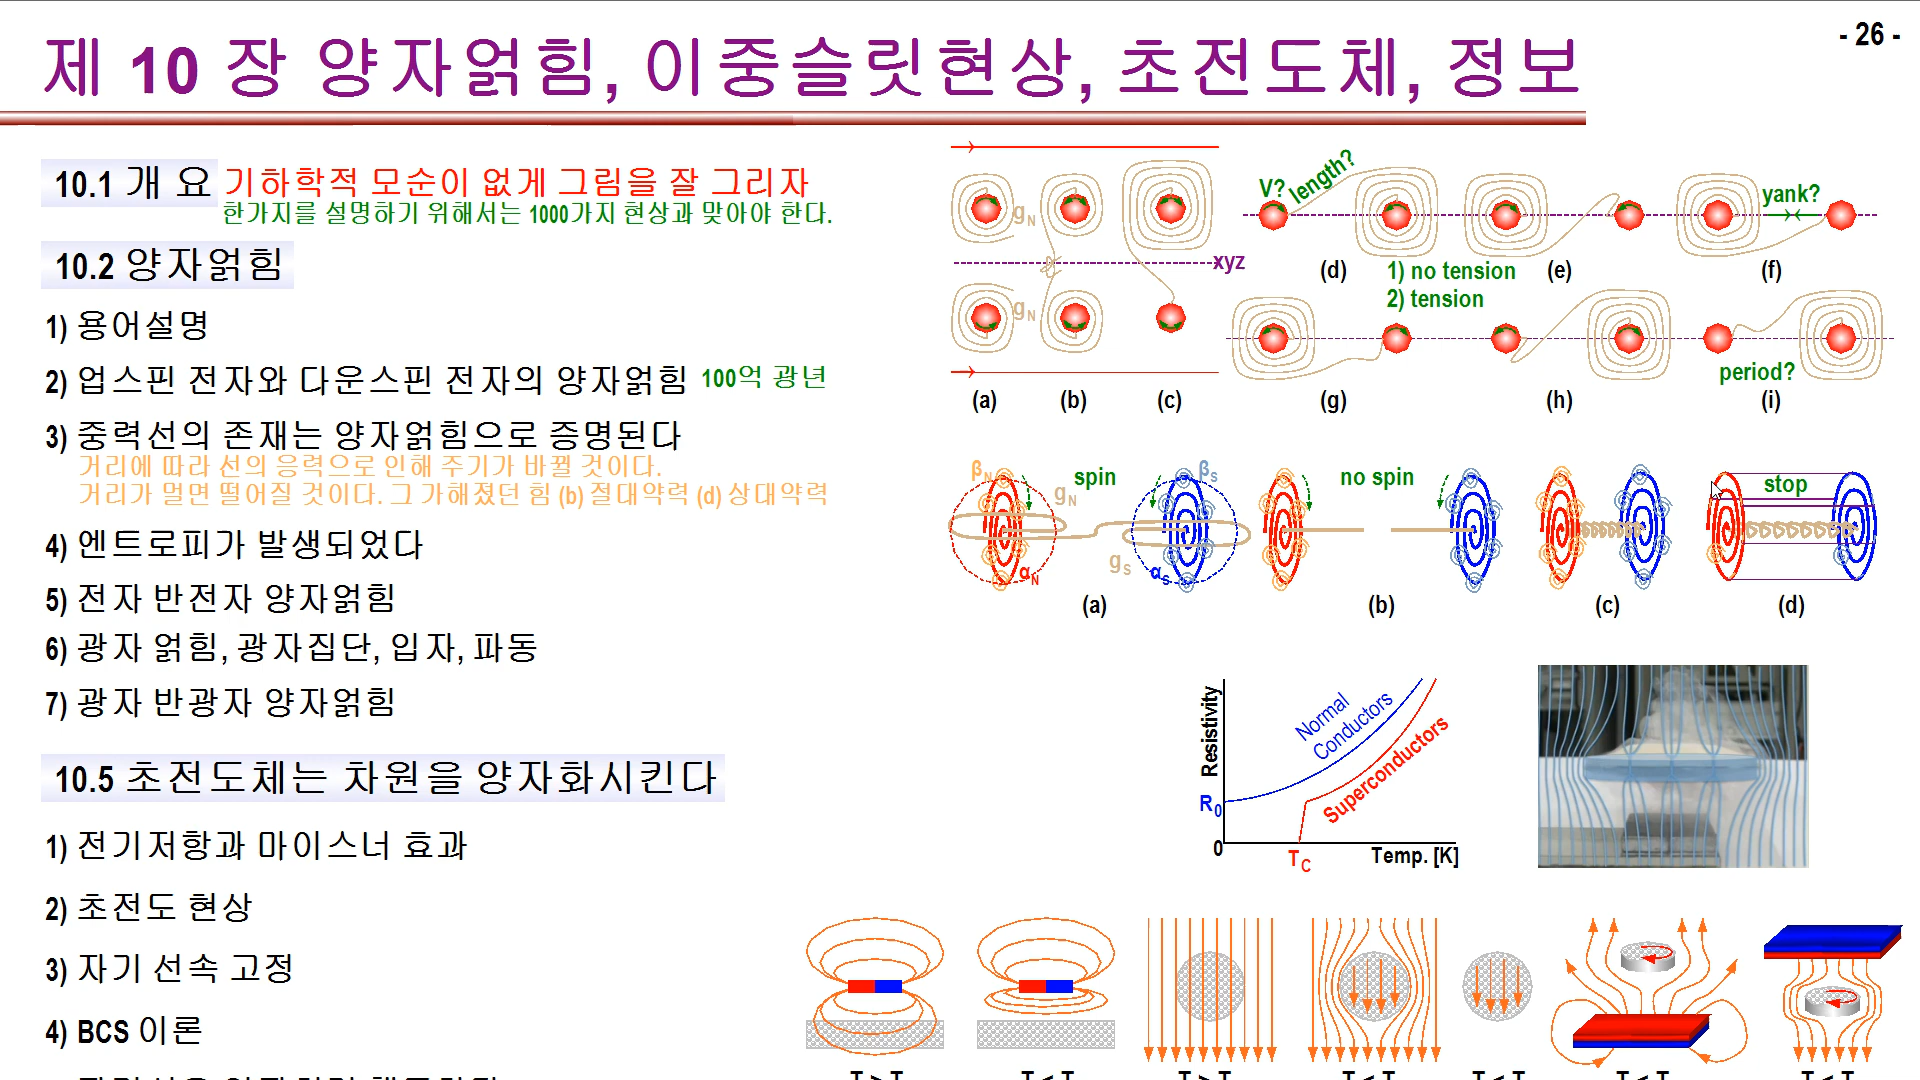 - 26 -
제 10 장 양자얽힘, 이중슬릿현상, 초전도체, 정보
10.1 개 요 기하학적 모순이 없게 그림을 잘 그리자
한가지를 설명하기 위해서는 1000가지 현상과 맞아야 한다.
10.2 양자얽힘
1) 용어설명
2) 업스핀 전자와 다운스핀 전자의 양자얽힘 100억 광년
3) 중력선의 존재는 양자얽힘으로 증명된다
거리에 따라 선의 응력으로 인해 주기가 바뀔 것이다.
거리가 멀면 떨어질 것이다. 그 가해졌던 힘 (b) 절대약력 (d) 상대약력
4) 엔트로피가 발생되었다
5) 전자 반전자 양자얽힘
6) 광자 얽힘, 광자집단, 입자, 파동
7) 광자 반광자 양자얽힘
10.5 초전도체는 차원을 양자화시킨다
1) 전기저항과 마이스너 효과
2) 초전도 현상
3) 자기 선속 고정
4) BCS 이론
gN
xyz
gN
(a) (b) (c)
V? length?
yank?
(d) 1) no tension (e) (f)
2) tension
period?
(g) (h) (i)
βN spin βS no spin stop
gN
gS
αN αS
(a) (b) (c) (d)
Resistivity
Normal
Conductors
Superconductors
R0
0
TC
Temp. [K]